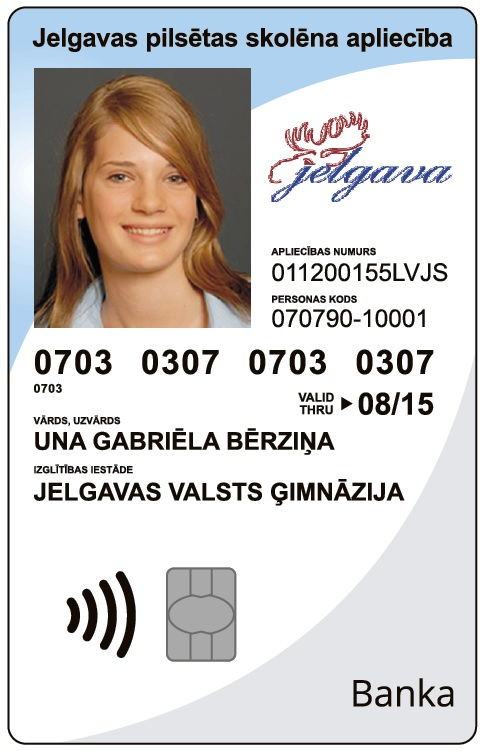 Jelgavas pilsētas skolēna apliecība
jelgava
APLIECĪBAS NUMURS
011200155LVJS
PERSONAS KODS
070790-10001
0703 0307 0703 0307
0703
VALID THRU ▶ 08/15
VĀRDS, UZVĀRDS
UNA GABRIĒLA BĒRZIŅA
IZGLĪTĪBAS IESTĀDE
JELGAVAS VALSTS ĢIMNĀZIJA
Banka